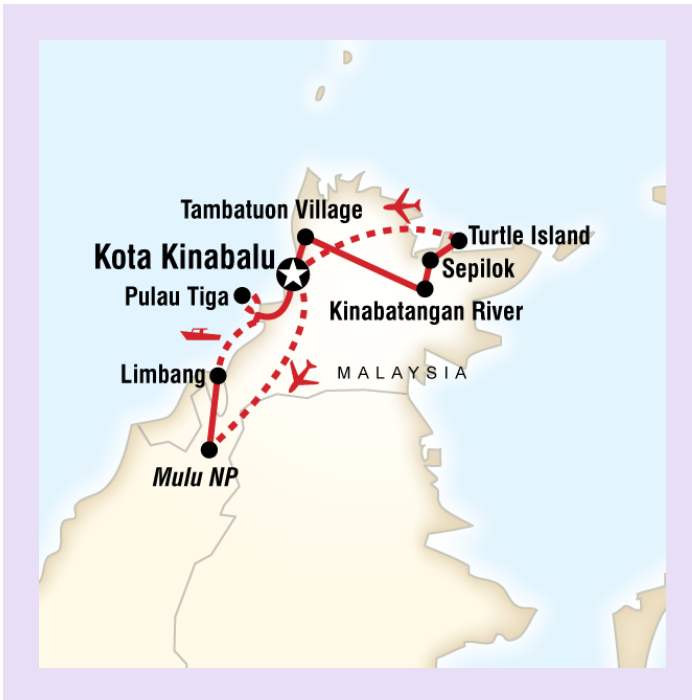 Tambatuon Village
Turtle Island
Kota Kinabalu
Sepilok
Pulau Tiga
Kinabatangan River
Limbang
MALAYSIA
Mulu NP